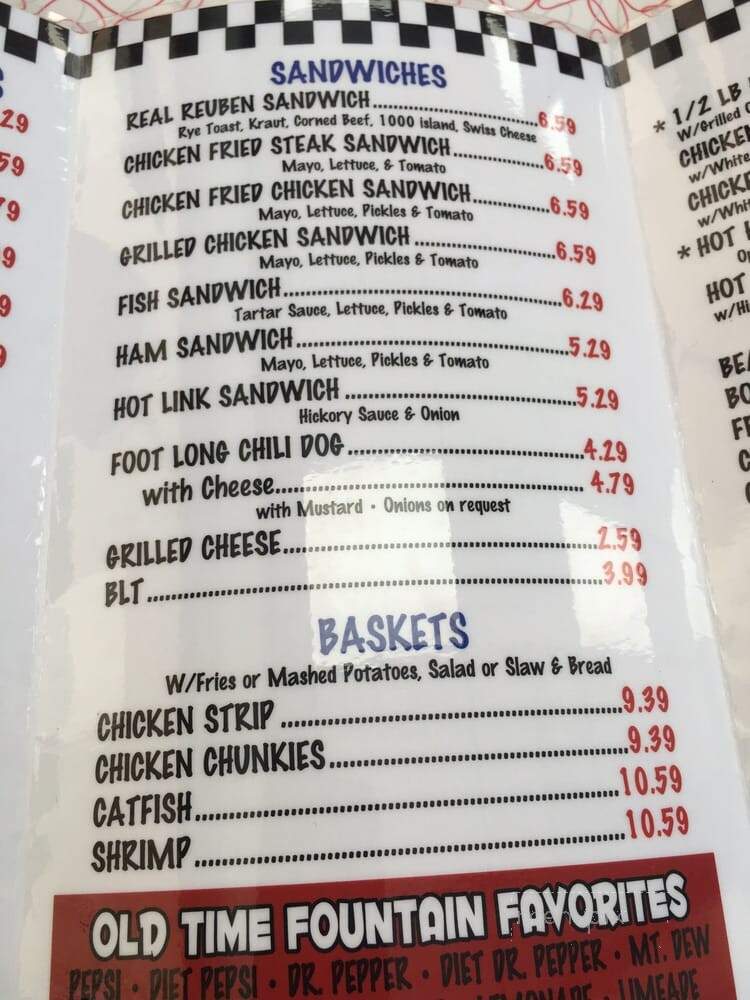 SANDWICHES
REAL REUBEN SANDWICH 6.59
Rye Toast, Kraut, Corned Beef, 1000 island, Swiss Cheese
CHICKEN FRIED STEAK SANDWICH 6.59
Mayo, Lettuce, & Tomato
CHICKEN FRIED CHICKEN SANDWICH 6.59
Mayo, Lettuce, Pickles & Tomato
GRILLED CHICKEN SANDWICH 6.59
Mayo, Lettuce, Pickles & Tomato
FISH SANDWICH 6.29
Tartar Sauce, Lettuce, Pickles & Tomato
HAM SANDWICH 5.29
Mayo, Lettuce, Pickles & Tomato
HOT LINK SANDWICH 5.29
Hickory Sauce & Onion
FOOT LONG CHILI DOG 4.29
with Cheese 4.79
with Mustard • Onions on request
GRILLED CHEESE 2.59
BLT 3.99
BASKETS
W/Fries or Mashed Potatoes, Salad or Slaw & Bread
CHICKEN STRIP 9.39
CHICKEN CHUNKIES 9.39
CATFISH 10.59
SHRIMP 10.59
OLD TIME FOUNTAIN FAVORITES
PEPSI • DIET PEPSI • DR. PEPPER • DIET DR. PEPPER • MT. DEW
LEMONADE • LIMEADE
* 1/2 LB
W/Grilled
CHICKEN
w/White
CHICKE
w/Whit
* HOT
HOT